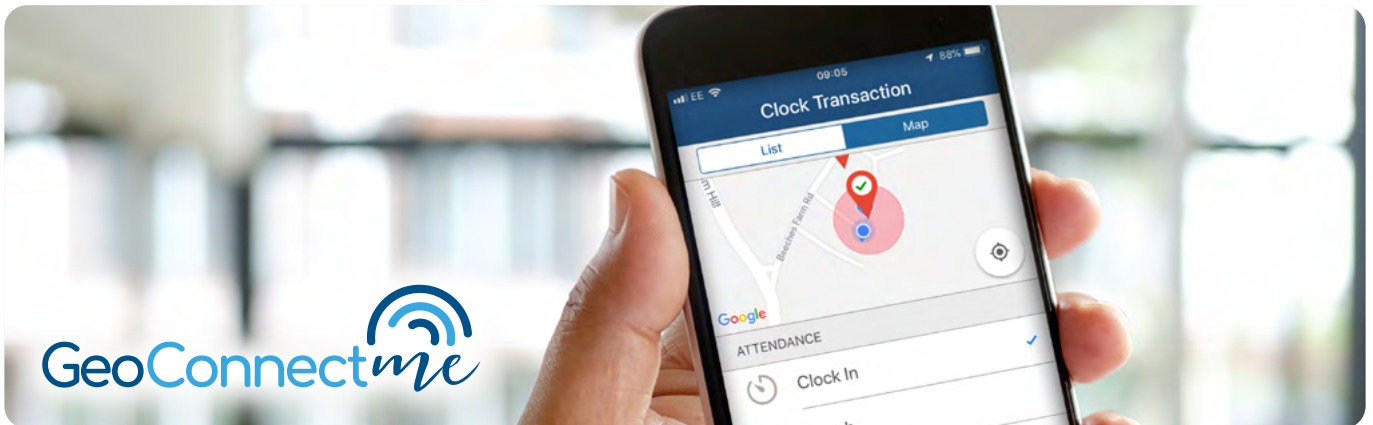 EE 09:05 88%
Clock Transaction
List Map
Beeches Farm Rd
Google
ATTENDANCE
Clock In
GeoConnectme